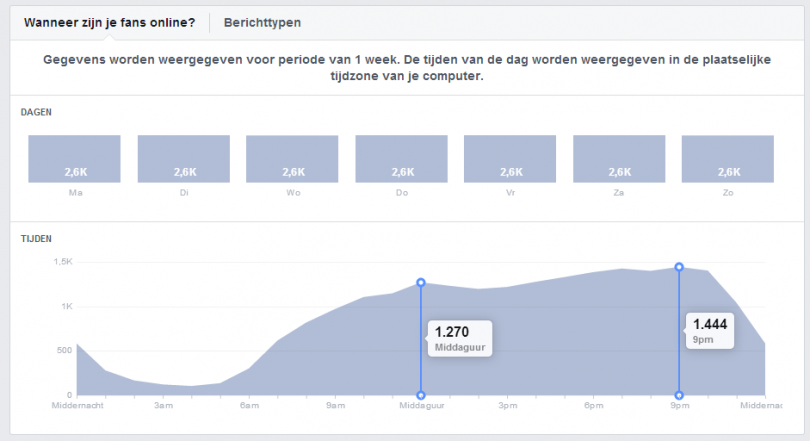 Wanneer zijn je fans online? Berichttypen
Gegevens worden weergegeven voor periode van 1 week. De tijden van de dag worden weergegeven in de plaatselijke
tijdzone van je computer.
DAGEN
2,6K 2,6K 2,6K 2,6K 2,6K 2,6K 2,6K
Ma Di Wo Do Vr Za Zo
TIJDEN
1.5K
1K
500
0
1.270
Middaguur
1.444
9pm
Middernacht 3am 6am 9am Middaguur 3pm 6pm 9pm Middernac